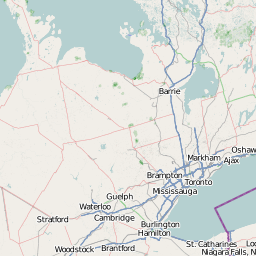 Barrie
Oshaw
Markham
Ajax
Brampton
Toronto
Mississauga
Guelph
Waterloo
Stratford
Cambridge
Burlington
Hamilton
Woodstock
Brantford
St. Catharines
Lo
Niagara Falls, N